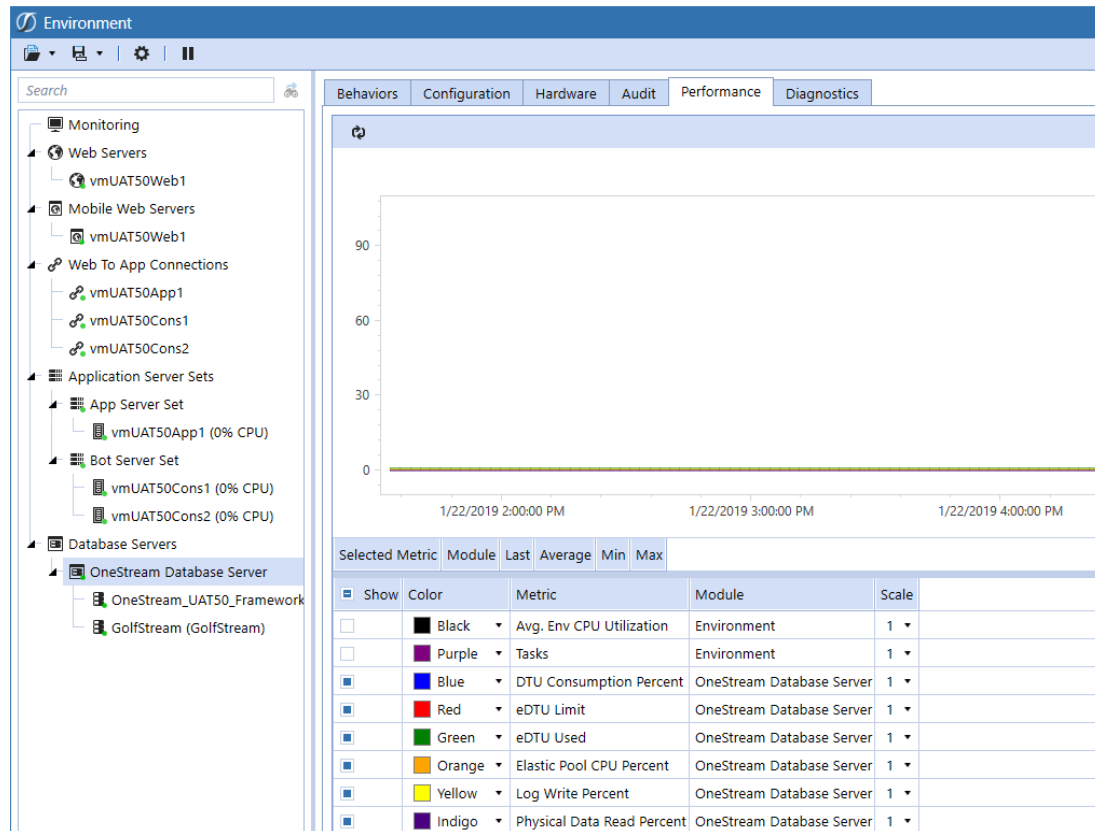 Environment
Search
Monitoring
Web Servers
vmUAT50Web1
Mobile Web Servers
vmUAT50Web1
Web To App Connections
vmUAT50App1
vmUAT50Cons1
vmUAT50Cons2
Application Server Sets
App Server Set
vmUAT50App1 (0% CPU)
Bot Server Set
vmUAT50Cons1 (0% CPU)
vmUAT50Cons2 (0% CPU)
Database Servers
OneStream Database Server
OneStream_UAT50_Framework
GolfStream (GolfStream)
Behaviors Configuration Hardware Audit Performance Diagnostics
90
60
30
0
1/22/2019 2:00:00 PM 1/22/2019 3:00:00 PM 1/22/2019 4:00:00 PM
Selected Metric Module Last Average Min Max
Show Color Metric Module Scale
Black Avg. Env CPU Utilization Environment 1
Purple Tasks Environment 1
Blue DTU Consumption Percent OneStream Database Server 1
Red eDTU Limit OneStream Database Server 1
Green eDTU Used OneStream Database Server 1
Orange Elastic Pool CPU Percent OneStream Database Server 1
Yellow Log Write Percent OneStream Database Server 1
Indigo Physical Data Read Percent OneStream Database Server 1